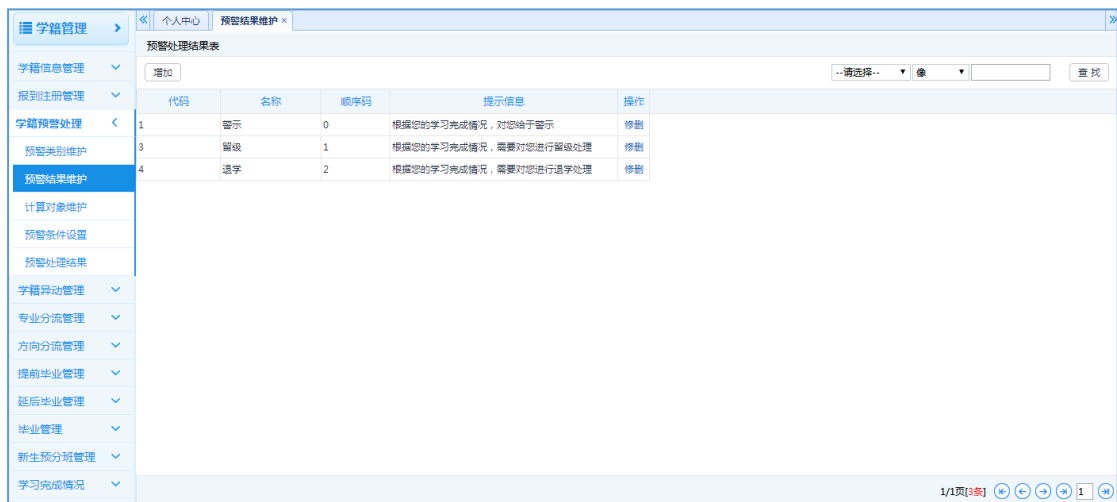 学籍管理
个人中心 预警结果维护 ×
预警处理结果表
学籍信息管理
增加 --请选择-- 像 查 找
报到注册管理
代码 名称 顺序码 提示信息 操作
学籍预警处理
1 警示 0 根据您的学习完成情况，对您给于警示 修删
预警类别维护
3 留级 1 根据您的学习完成情况，需要对您进行留级处理 修删
预警结果维护
4 退学 2 根据您的学习完成情况，需要对您进行退学处理 修删
计算对象维护
预警条件设置
预警处理结果
学籍异动管理
专业分流管理
方向分流管理
提前毕业管理
延后毕业管理
毕业管理
新生预分班管理
学习完成情况
1/1页[3条] 1